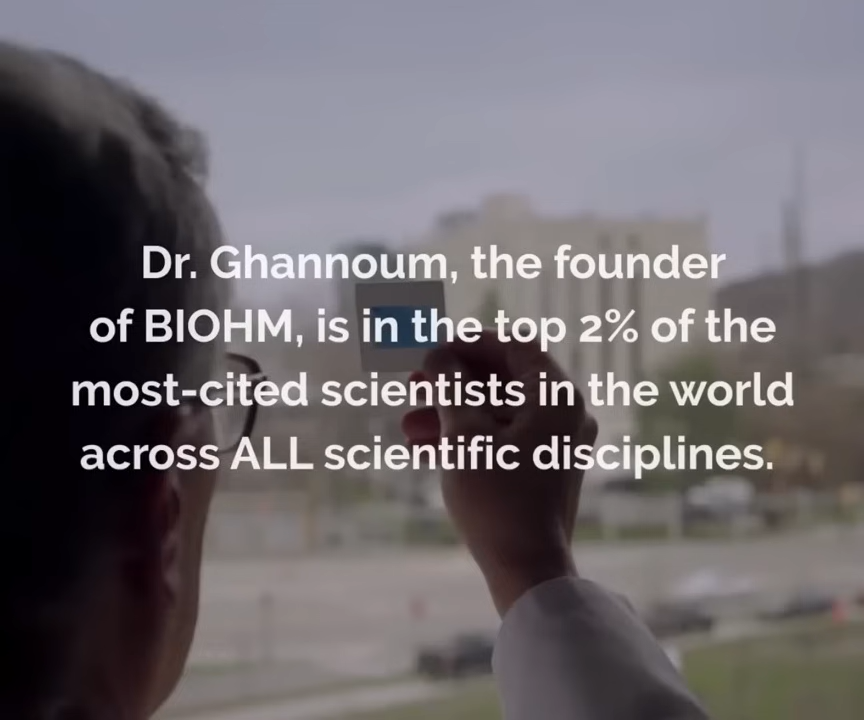 Dr. Ghannoum, the founder
of BIOHM, is in the top 2% of the
most-cited scientists in the world
across ALL scientific disciplines.